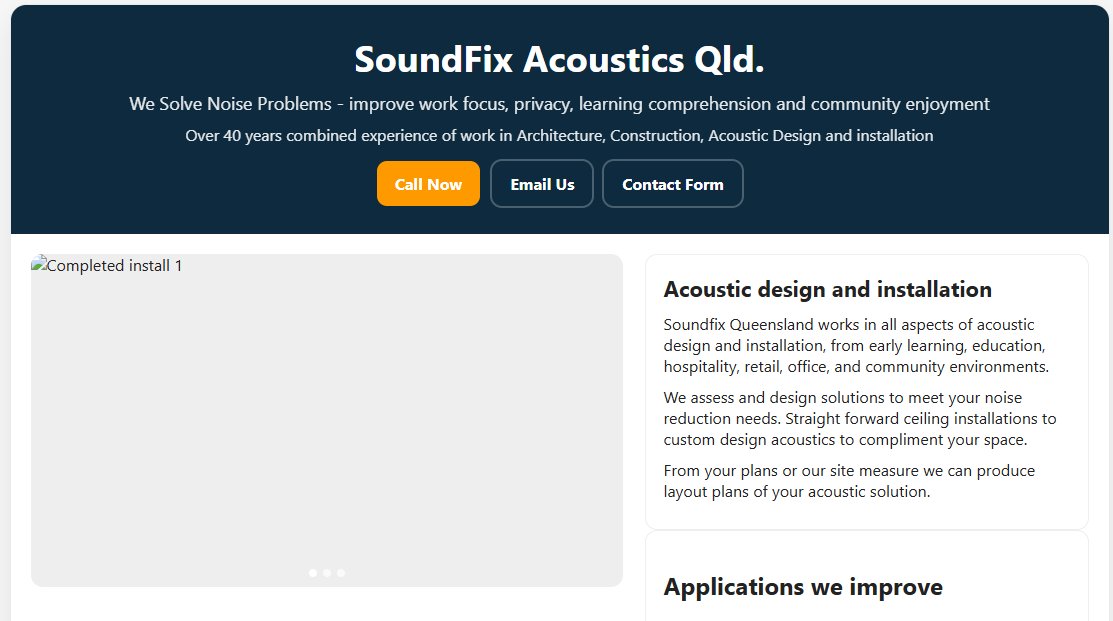 SoundFix Acoustics Qld.
We Solve Noise Problems - improve work focus, privacy, learning comprehension and community enjoyment
Over 40 years combined experience of work in Architecture, Construction, Acoustic Design and installation
Call Now
Email Us
Contact Form
Completed install 1
Acoustic design and installation
Soundfix Queensland works in all aspects of acoustic
design and installation, from early learning, education,
hospitality, retail, office, and community environments.
We assess and design solutions to meet your noise
reduction needs. Straight forward ceiling installations to
custom design acoustics to compliment your space.
From your plans or our site measure we can produce
layout plans of your acoustic solution.
Applications we improve